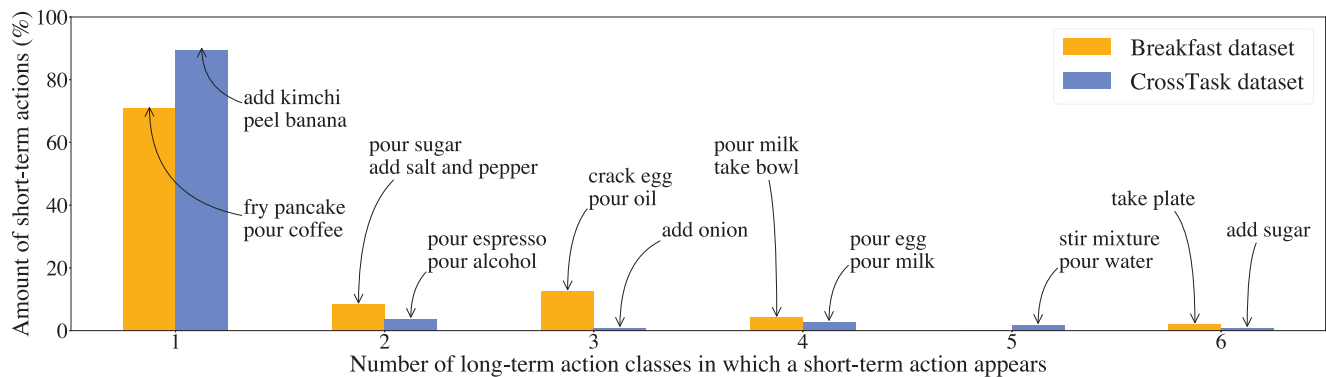 Amount of short-term actions (%)
100
80
60
40
20
0
Breakfast dataset
CrossTask dataset
add kimchi
peel banana
fry pancake
pour coffee
pour sugar
add salt and pepper
pour espresso
pour alcohol
crack egg
pour oil
add onion
pour milk
take bowl
pour egg
pour milk
stir mixture
pour water
take plate
add sugar
1
2
3
4
5
6
Number of long-term action classes in which a short-term action appears